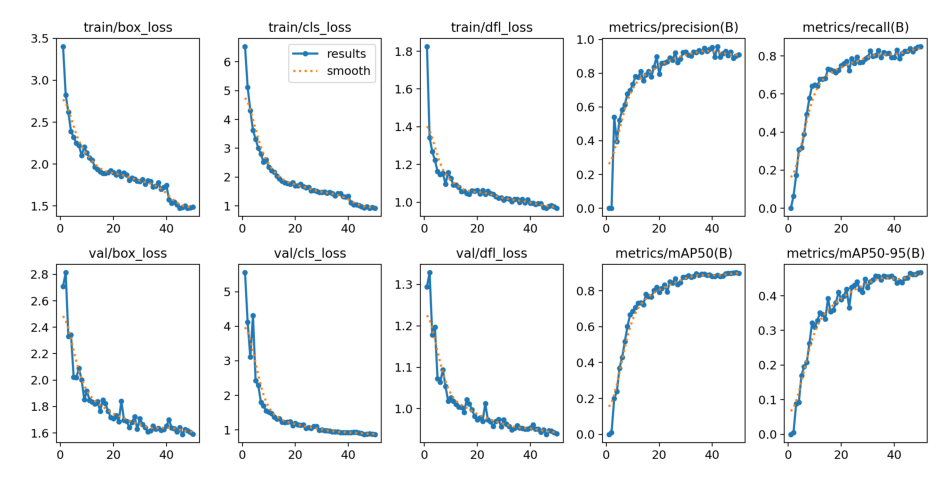 train/box_loss
train/cls_loss
train/dfl_loss
metrics/precision(B)
metrics/recall(B)
3.5
3.0
2.5
2.0
1.5
0 20 40
6
5
4
3
2
1
results
smooth
0 20 40
1.8
1.6
1.4
1.2
1.0
0 20 40
1.0
0.8
0.6
0.4
0.2
0.0
0 20 40
0.8
0.6
0.4
0.2
0.0
0 20 40
val/box_loss
val/cls_loss
val/dfl_loss
metrics/mAP50(B)
metrics/mAP50-95(B)
2.8
2.6
2.4
2.2
2.0
1.8
1.6
0 20 40
5
4
3
2
1
0 20 40
1.3
1.2
1.1
1.0
0 20 40
0.8
0.6
0.4
0.2
0.0
0 20 40
0.4
0.3
0.2
0.1
0.0
0 20 40